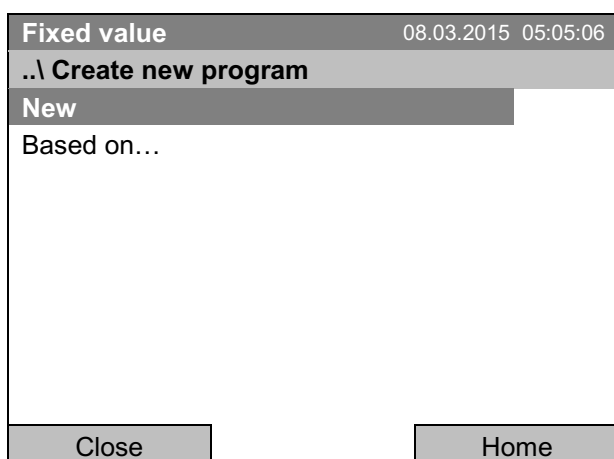 Fixed value 08.03.2015 05:05:06
..\ Create new program
New
Based on…
Close Home